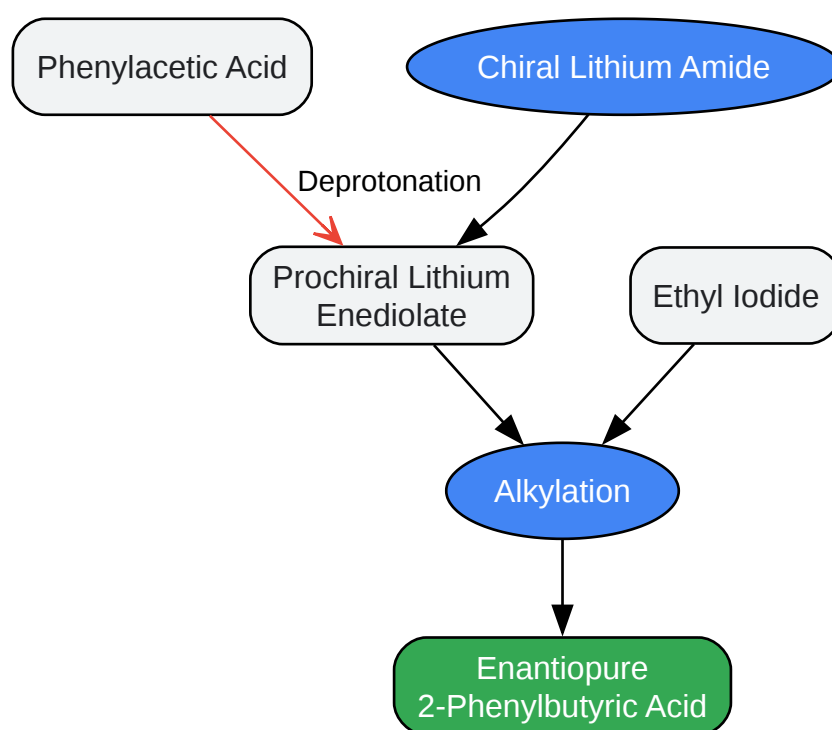 Phenylacetic Acid
Chiral Lithium Amide
Deprotonation
Prochiral Lithium
Enediolate
Ethyl Iodide
Alkylation
Enantiopure
2-Phenylbutyric Acid